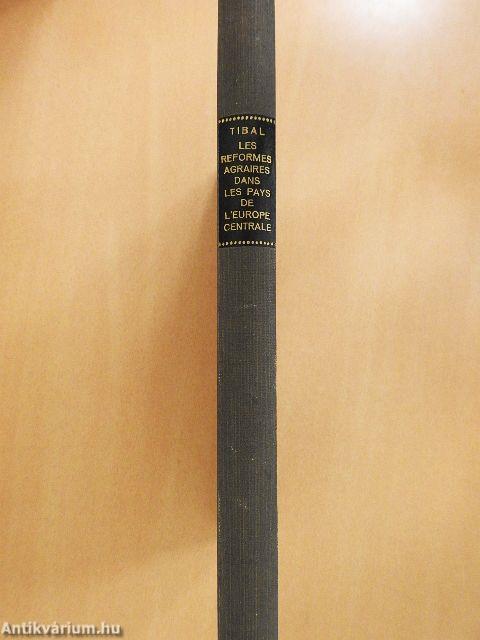 TIBAL
LES
REFORMES
AGRAIRES
DANS
LES PAYS
DE
L'EUROPE
CENTRALE
Antikvárium.hu